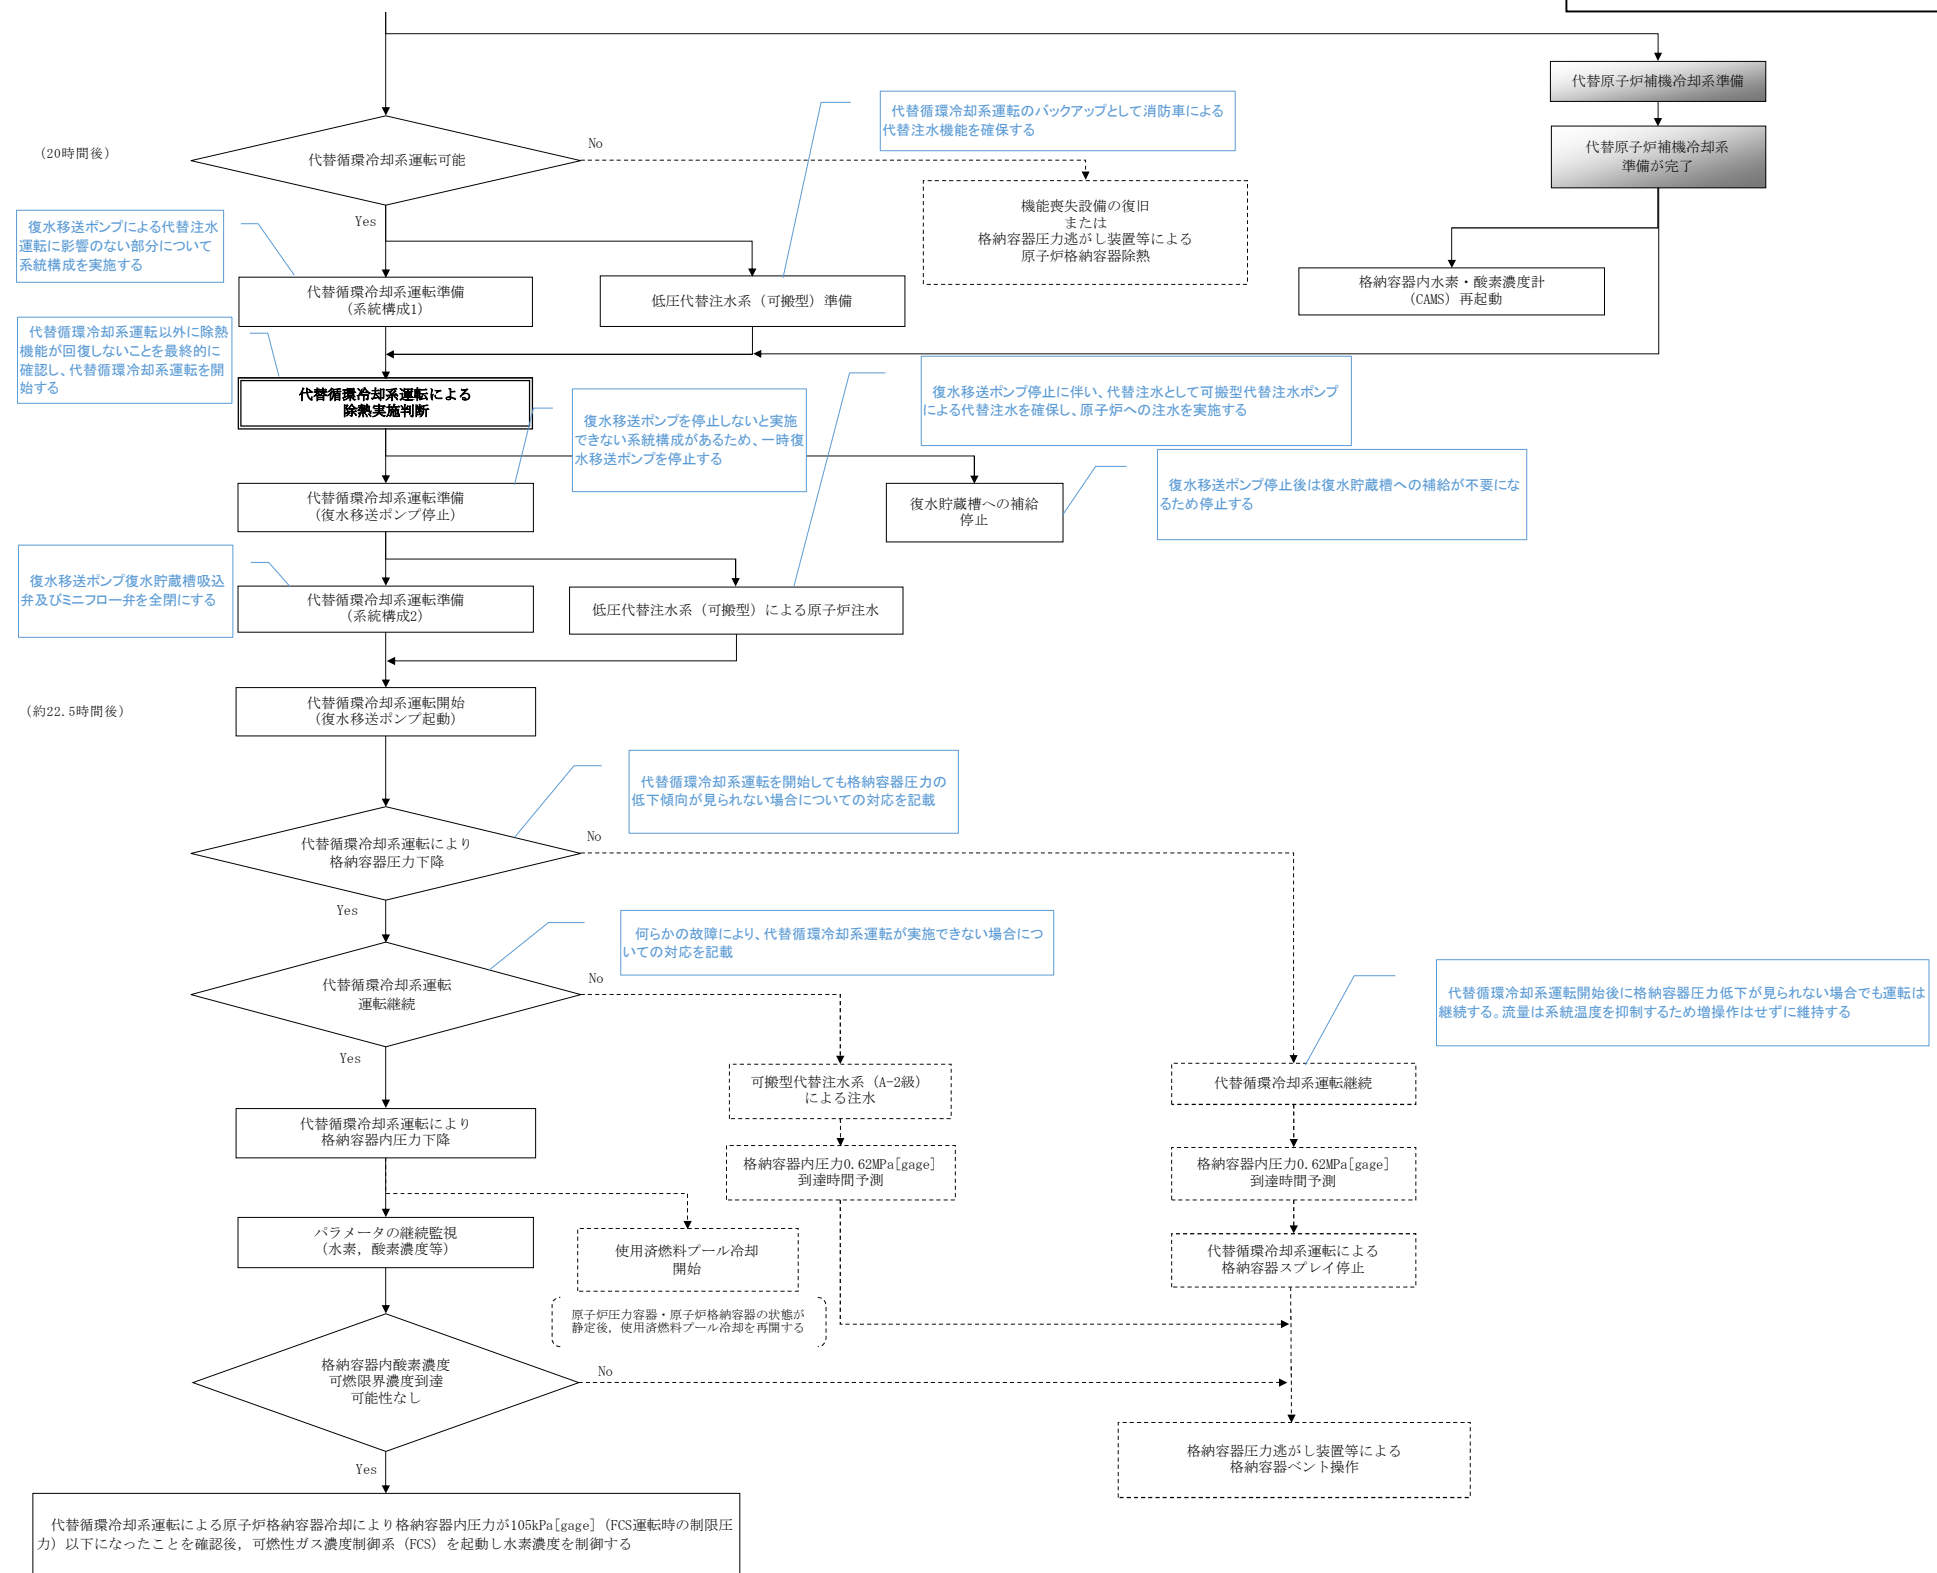 代替原子炉補機冷却系準備
代替循環冷却系運転のバックアップとして消防車による
代替注水機能を確保する
No
代替原子炉補機冷却系
準備が完了
(20時間後)
代替循環冷却系運転可能
機能喪失設備の復旧
または
格納容器圧力逃がし装置等による
原子炉格納容器除熱
Yes
復水移送ポンプによる代替注水
運転に影響のない部分について
系統構成を実施する
代替循環冷却系運転準備
(系統構成1)
低圧代替注水系(可搬型)準備
格納容器内水素・酸素濃度計
(CAMS)再起動
代替循環冷却系運転以外に除熱
機能が回復しないことを最終的に
確認し、代替循環冷却系運転を開
始する
代替循環冷却系運転による
除熱実施判断
復水移送ポンプを停止しないと実施
できない系統構成があるため、一時復
水移送ポンプを停止する
復水移送ポンプ停止に伴い、代替注水として可搬型代替注水ポンプ
による代替注水を確保し、原子炉への注水を実施する
代替循環冷却系運転準備
(復水移送ポンプ停止)
復水貯蔵槽への補給
停止
復水移送ポンプ停止後は復水貯蔵槽への補給が不要にな
るため停止する
復水移送ポンプ復水貯蔵槽吸込
弁及びミニフロー弁を全閉にする
代替循環冷却系運転準備
(系統構成2)
低圧代替注水系(可搬型)による原子炉注水
(約22.5時間後)
代替循環冷却系運転開始
(復水移送ポンプ起動)
代替循環冷却系運転を開始しても格納容器圧力の
低下傾向が見られない場合についての対応を記載
代替循環冷却系運転により
格納容器圧力下降
No
Yes
何らかの故障により、代替循環冷却系運転が実施できない場合につ
いての対応を記載
代替循環冷却系運転
運転継続
No
Yes
代替循環冷却系運転開始後に格納容器圧力低下が見られない場合でも運転は
継続する。流量は系統温度を抑制するため増操作はせずに維持する
可搬型代替注水系(A-2級)
による注水
代替循環冷却系運転継続
代替循環冷却系運転により
格納容器内圧力下降
格納容器内圧力0.62MPa[gage]
到達時間予測
格納容器内圧力0.62MPa[gage]
到達時間予測
パラメータの継続監視
(水素，酸素濃度等)
使用済燃料プール冷却
開始
代替循環冷却系運転による
格納容器スプレイ停止
原子炉圧力容器・原子炉格納容器の状態が
静定後，使用済燃料プール冷却を再開する
格納容器内酸素濃度
可燃限界濃度到達
可能性なし
No
Yes
格納容器圧力逃がし装置等による
格納容器ベント操作
代替循環冷却系運転による原子炉格納容器冷却により格納容器内圧力が105kPa[gage](FCS運転時の制限圧
力)以下になったことを確認後，可燃性ガス濃度制御系(FCS)を起動し水素濃度を制御する